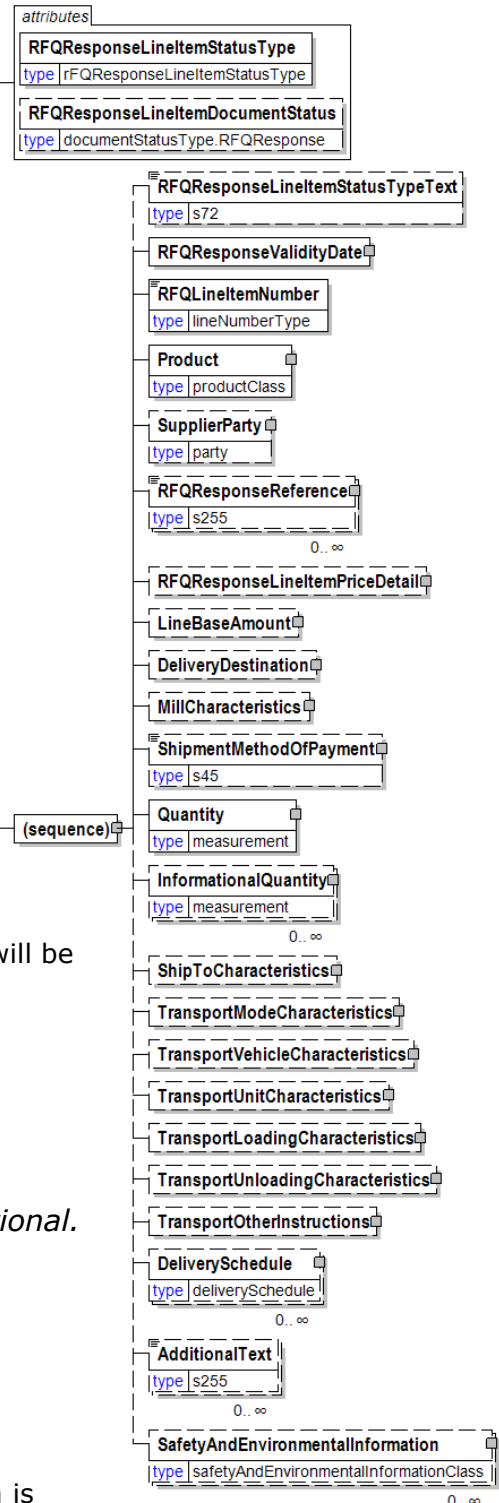 attributes
RFQResponseLineItemStatusType
type rFQResponseLineItemStatusType
RFQResponseLineItemDocumentStatus
type documentStatusType.RFQResponse
RFQResponseLineItemStatusTypeText
type s72
RFQResponseValidityDate
RFQLineItemNumber
type lineNumberType
Product
type productClass
SupplierParty
type party
RFQResponseReference
type s255
0.. ∞
RFQResponseLineItemPriceDetail
LineBaseAmount
DeliveryDestination
MillCharacteristics
ShipmentMethodOfPayment
type s45
(sequence)
Quantity
type measurement
InformationalQuantity
type measurement
0.. ∞
will be
ShipToCharacteristics
TransportModeCharacteristics
TransportVehicleCharacteristics
TransportUnitCharacteristics
TransportLoadingCharacteristics
TransportUnloadingCharacteristics
tional.
TransportOtherInstructions
DeliverySchedule
type deliverySchedule
0.. ∞
AdditionalText
type s255
0.. ∞
SafetyAndEnvironmentalInformation
type safetyAndEnvironmentalInformationClass
is
0.. ∞